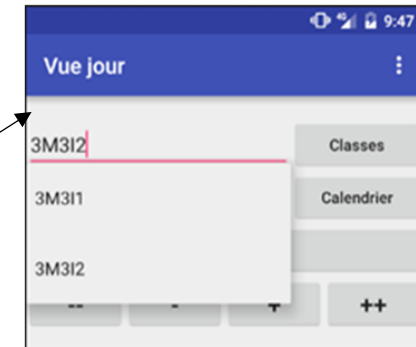 9:47
Vue jour
3M3I2 Classes
3M3I1 Calendrier
3M3I2
-- - + ++